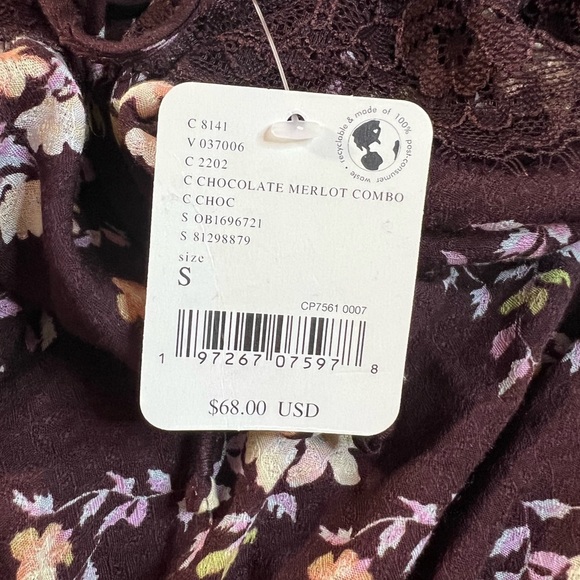 C 8141
V 037006
C 2202
C CHOCOLATE MERLOT COMBO
C CHOC
S OB1696721
S 81298879
size
S
recyclable & made of 100% post-consumer waste •
CP7561 0007
1 97267 07597 8
$68.00 USD